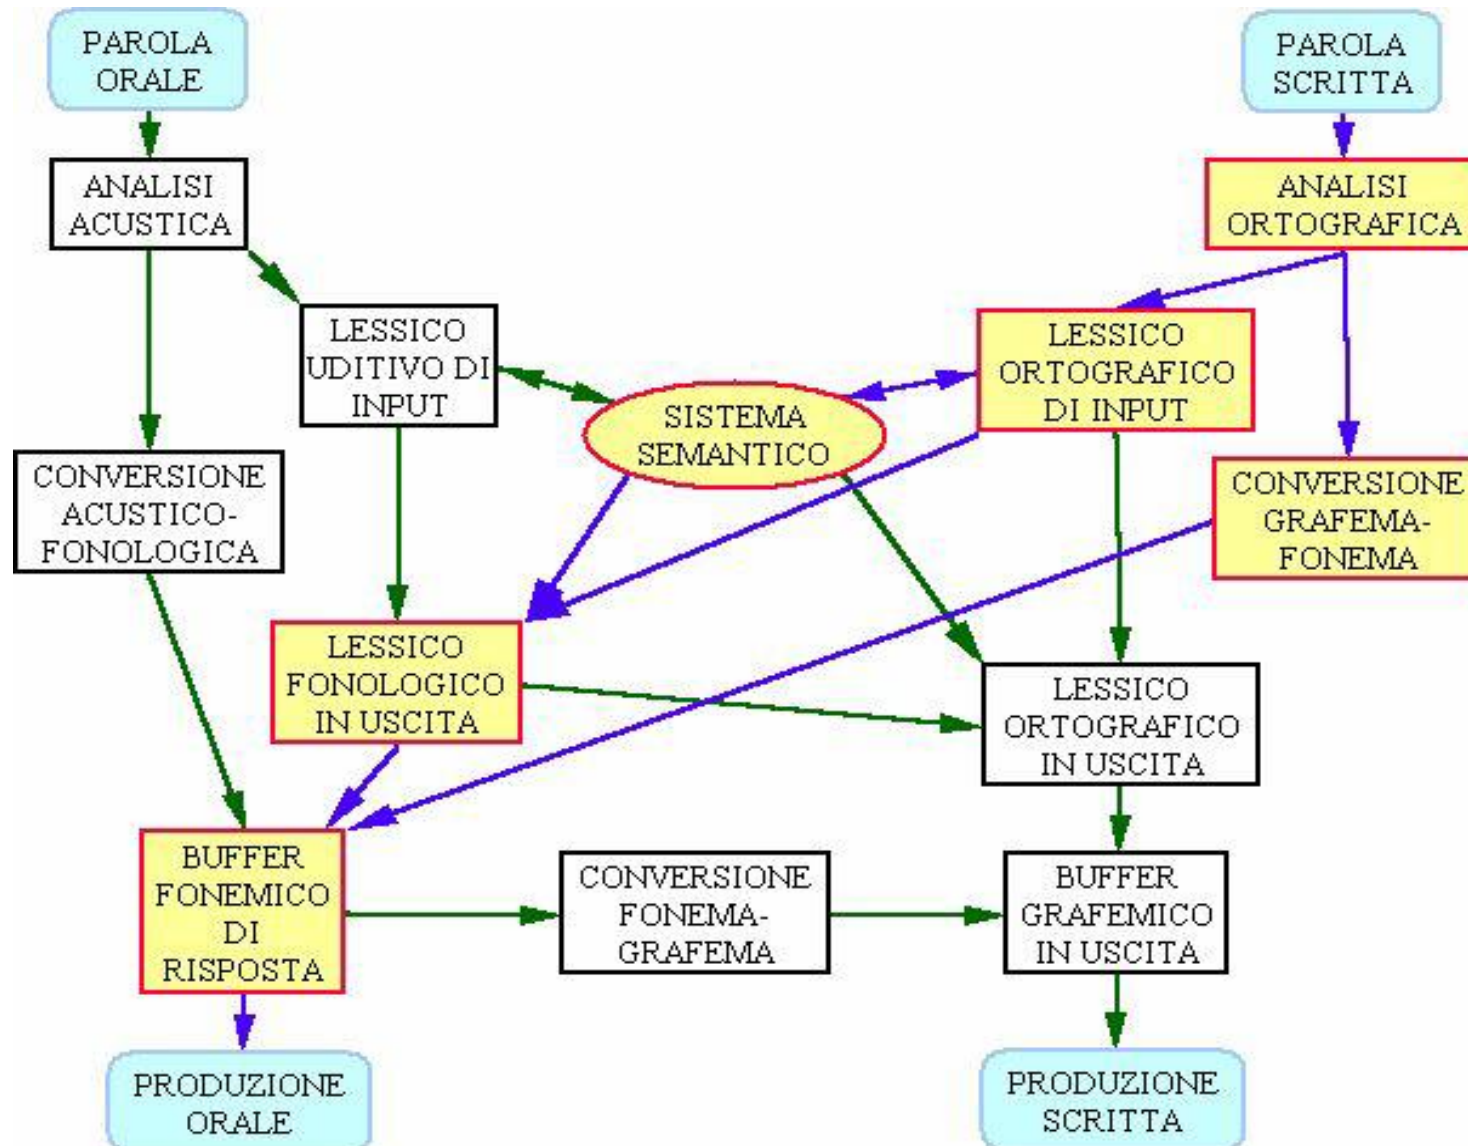 PAROLA
ORALE
PAROLA
SCRITTA
ANALISI
ACUSTICA
ANALISI
ORTOGRAFICA
LESSICO
UDITIVO DI
INPUT
LESSICO
ORTOGRAFICO
DI INPUT
SISTEMA
SEMANTICO
CONVERSIONE
ACUSTICO-
FONOLOGICA
CONVERSIONE
GRAFEMA-
FONEMA
LESSICO
FONOLOGICO
IN USCITA
LESSICO
ORTOGRAFICO
IN USCITA
BUFFER
FONEMICO
DI
RISPOSTA
CONVERSIONE
FONEMA-
GRAFEMA
BUFFER
GRAFEMICO
IN USCITA
PRODUZIONE
ORALE
PRODUZIONE
SCRITTA